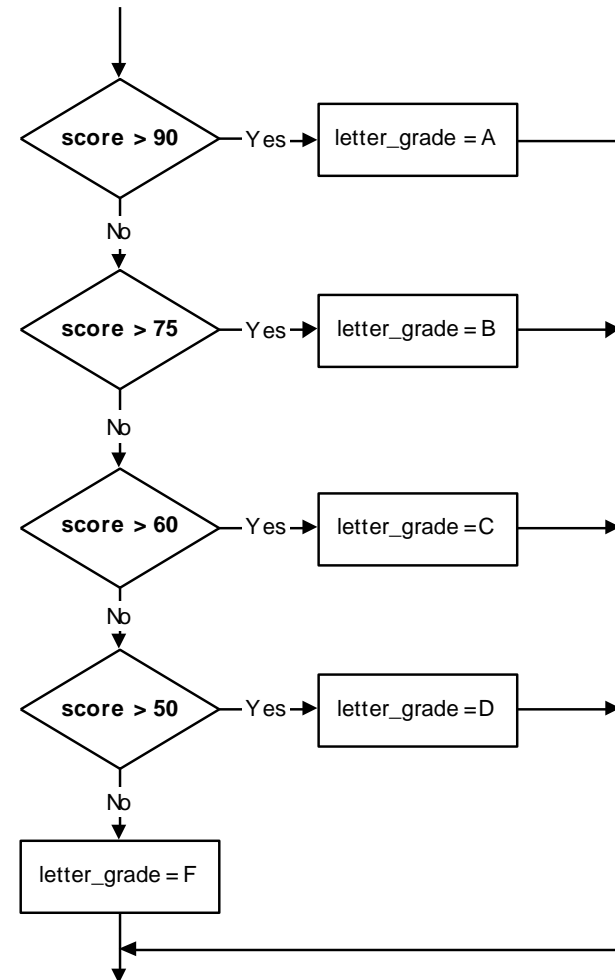 score > 90
Yes
letter_grade = A
No
score > 75
Yes
letter_grade = B
No
score > 60
Yes
letter_grade = C
No
score > 50
Yes
letter_grade = D
No
letter_grade = F